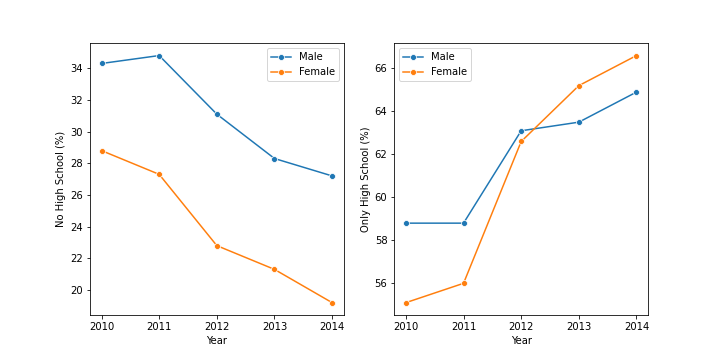 No High School (%)
34
32
30
28
26
24
22
20
2010 2011 2012 2013 2014
Year
Male
Female
Only High School (%)
66
64
62
60
58
56
2010 2011 2012 2013 2014
Year
Male
Female